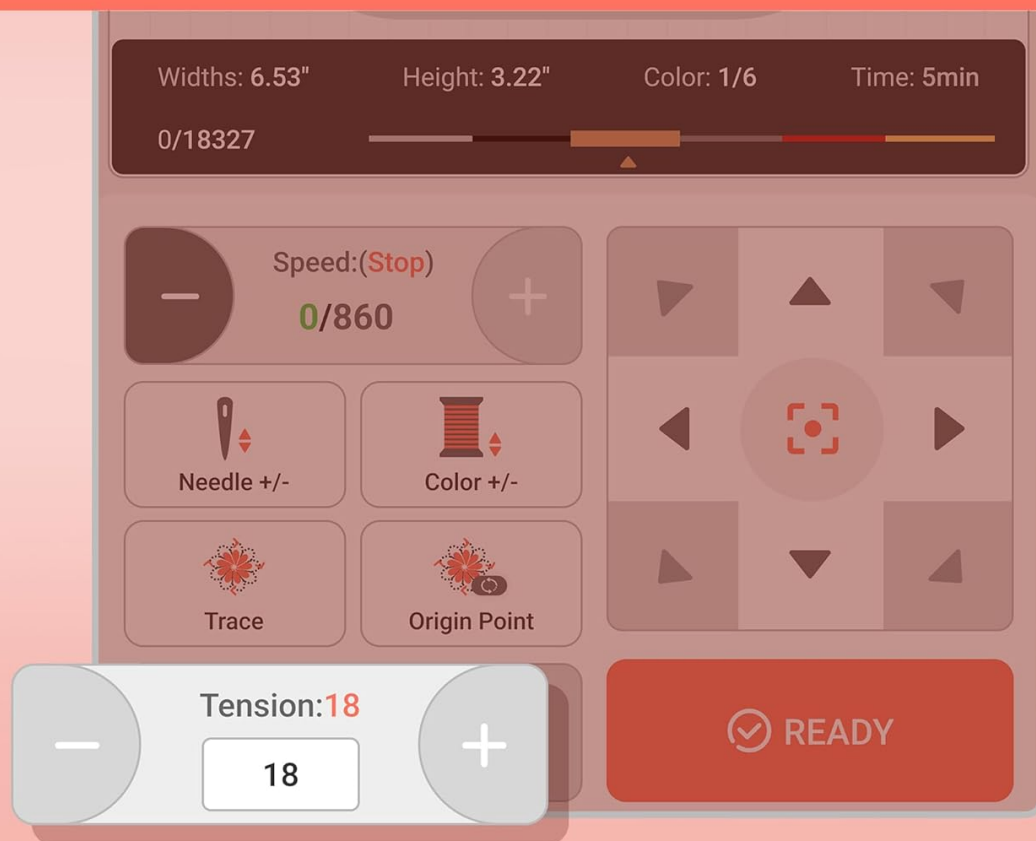 Widths: 6.53" Height: 3.22" Color: 1/6 Time: 5min
0/18327
Speed:(Stop)
0/860
Needle +/- Color +/-
Trace Origin Point
Tension:18
18
READY